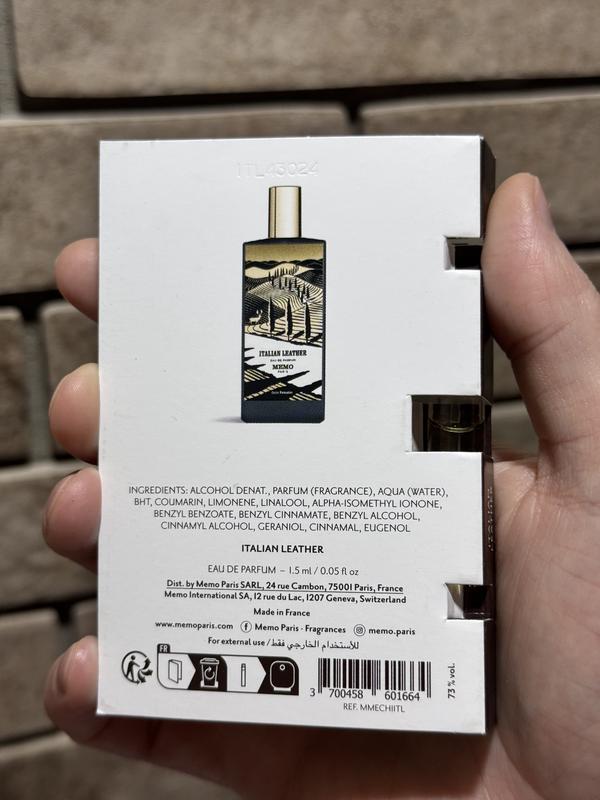 ITL43024
ITALIAN LEATHER
EAU DE PARFUM
MEMO
PARIS
INGREDIENTS: ALCOHOL DENAT., PARFUM (FRAGRANCE), AQUA (WATER),
BHT, COUMARIN, LIMONENE, LINALOOL, ALPHA-ISOMETHYL IONONE,
BENZYL BENZOATE, BENZYL CINNAMATE, BENZYL ALCOHOL,
CINNAMYL ALCOHOL, GERANIOL, CINNAMAL, EUGENOL
ITALIAN LEATHER
EAU DE PARFUM – 1.5 ml / 0.05 fl oz
Dist. by Memo Paris SARL, 24 rue Cambon, 75001 Paris, France
Memo International SA, 12 rue du Lac, 1207 Geneva, Switzerland
Made in France
www.memoparis.com Memo Paris - Fragrances memo.paris
For external use / للأستخدام الخارجي فقط
FR
3 700458 601664
REF. MMECHIITL
73 % vol.